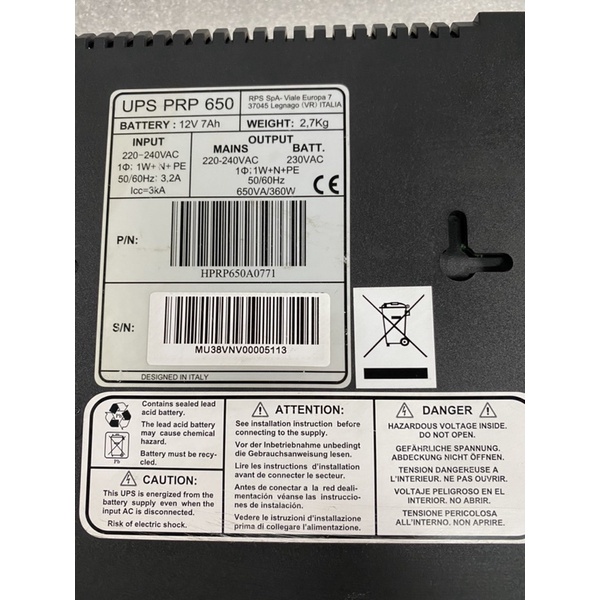 UPS PRP 650
RPS SpA- Viale Europa 7
37045 Legnago (VR) ITALIA
BATTERY : 12V 7Ah
WEIGHT: 2,7Kg
INPUT
220-240VAC
1Φ; 1W+ N+ PE
50/60Hz; 3,2A
Icc=3kA
OUTPUT
MAINS BATT.
220-240VAC 230VAC
1Φ; 1W+N+PE
50/60Hz
650VA/360W
CE
P/N:
HPRP650A0771
S/N:
MU38VNV00005113
DESIGNED IN ITALY
Contains sealed lead
acid battery.
The lead acid battery
may cause chemical
hazard.
Battery must be recy-
cled.
Pb
Pb
CAUTION:
This UPS is energized from the
battery supply even when the
input AC is disconnected.
Risk of electric shock.
ATTENTION:
See installation instruction before
connecting to the supply.
Vor der Inbetriebnahme unbedingt
die Gebrauchsanweisung lesen.
Lire les instructions d'installation
avant de connecter le secteur.
Antes de conectar a la red deali-
mentación véanse las instruccio-
nes de instalación.
Vedere le istruzioni d'installazione
prima di collegare l'alimentazione.
DANGER
HAZARDOUS VOLTAGE INSIDE.
DO NOT OPEN.
GEFÄHRLICHE SPANNUNG.
ABDECKUNG NICHT ÖFFNEN.
TENSION DANGEREUSE A
L'INTERIEUR. NE PAS OUVRIR.
VOLTAJE PELIGROSO EN EL
INTERIOR. NO ABRIR.
TENSIONE PERICOLOSA
ALL'INTERNO. NON APRIRE.